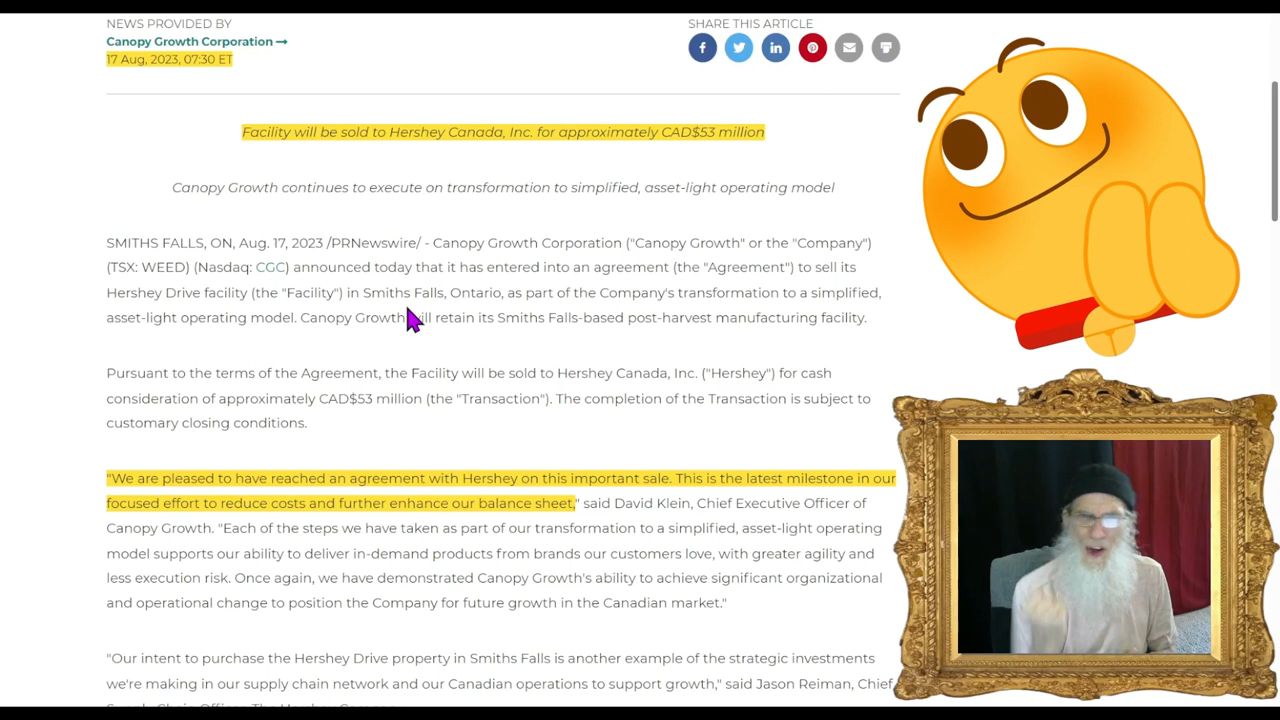 NEWS PROVIDED BY
SHARE THIS ARTICLE
Canopy Growth Corporation →
17 Aug, 2023, 07:30 ET
Facility will be sold to Hershey Canada, Inc. for approximately CAD$53 million
Canopy Growth continues to execute on transformation to simplified, asset-light operating model
SMITHS FALLS, ON, Aug. 17, 2023 /PRNewswire/ - Canopy Growth Corporation ("Canopy Growth" or the "Company")
(TSX: WEED) (Nasdaq: CGC) announced today that it has entered into an agreement (the "Agreement") to sell its
Hershey Drive facility (the "Facility") in Smiths Falls, Ontario, as part of the Company's transformation to a simplified,
asset-light operating model. Canopy Growth will retain its Smiths Falls-based post-harvest manufacturing facility.
Pursuant to the terms of the Agreement, the Facility will be sold to Hershey Canada, Inc. ("Hershey") for cash
consideration of approximately CAD$53 million (the "Transaction"). The completion of the Transaction is subject to
customary closing conditions.
"We are pleased to have reached an agreement with Hershey on this important sale. This is the latest milestone in our
focused effort to reduce costs and further enhance our balance sheet," said David Klein, Chief Executive Officer of
Canopy Growth. "Each of the steps we have taken as part of our transformation to a simplified, asset-light operating
model supports our ability to deliver in-demand products from brands our customers love, with greater agility and
less execution risk. Once again, we have demonstrated Canopy Growth's ability to achieve significant organizational
and operational change to position the Company for future growth in the Canadian market."
"Our intent to purchase the Hershey Drive property in Smiths Falls is another example of the strategic investments
we're making in our supply chain network and our Canadian operations to support growth," said Jason Reiman, Chief